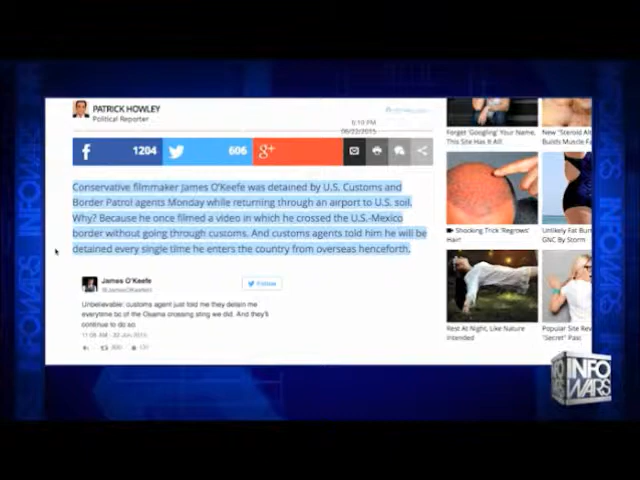 PATRICK HOWLEY
Political Reporter
5:10 PM
06/22/2015
1204
606
g+
Conservative filmmaker James O'Keefe was detained by U.S. Customs and
Border Patrol agents Monday while returning through an airport to U.S. soil.
Why? Because he once filmed a video in which he crossed the U.S.-Mexico
border without going through customs. And customs agents told him he will be
detained every single time he enters the country from overseas henceforth.
James O'Keefe
Follow
Unbelievable: customs agent just told me they detain me
everytime bc of the Osama crossing sting we did. And they'll
continue to do so.
Forget 'Googling' Your Name,
This Site Has It All!
New "Steroid
Builds Muscle
Shocking Trick 'Regrows'
Hair!
Unlikely Fat
GNC By Storm
Rest At Night, Like Nature
Intended
Popular Site
"Secret" Past
INFO
WARS
INFOWARS